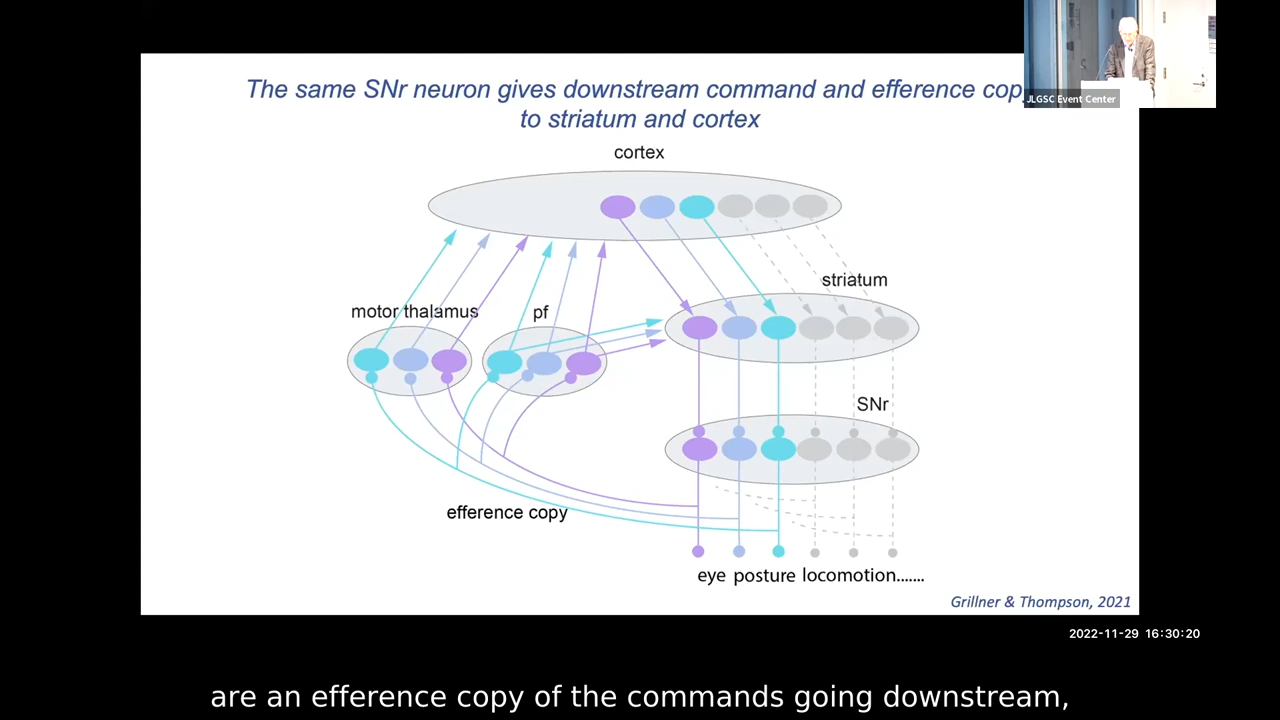 The same SNr neuron gives downstream command and efference cop
to striatum and cortex
JLGSC Event Center
cortex
striatum
motor thalamus
pf
SNr
efference copy
eye posture locomotion.......
Grillner & Thompson, 2021
2022-11-29 16:30:20
are an efference copy of the commands going downstream,